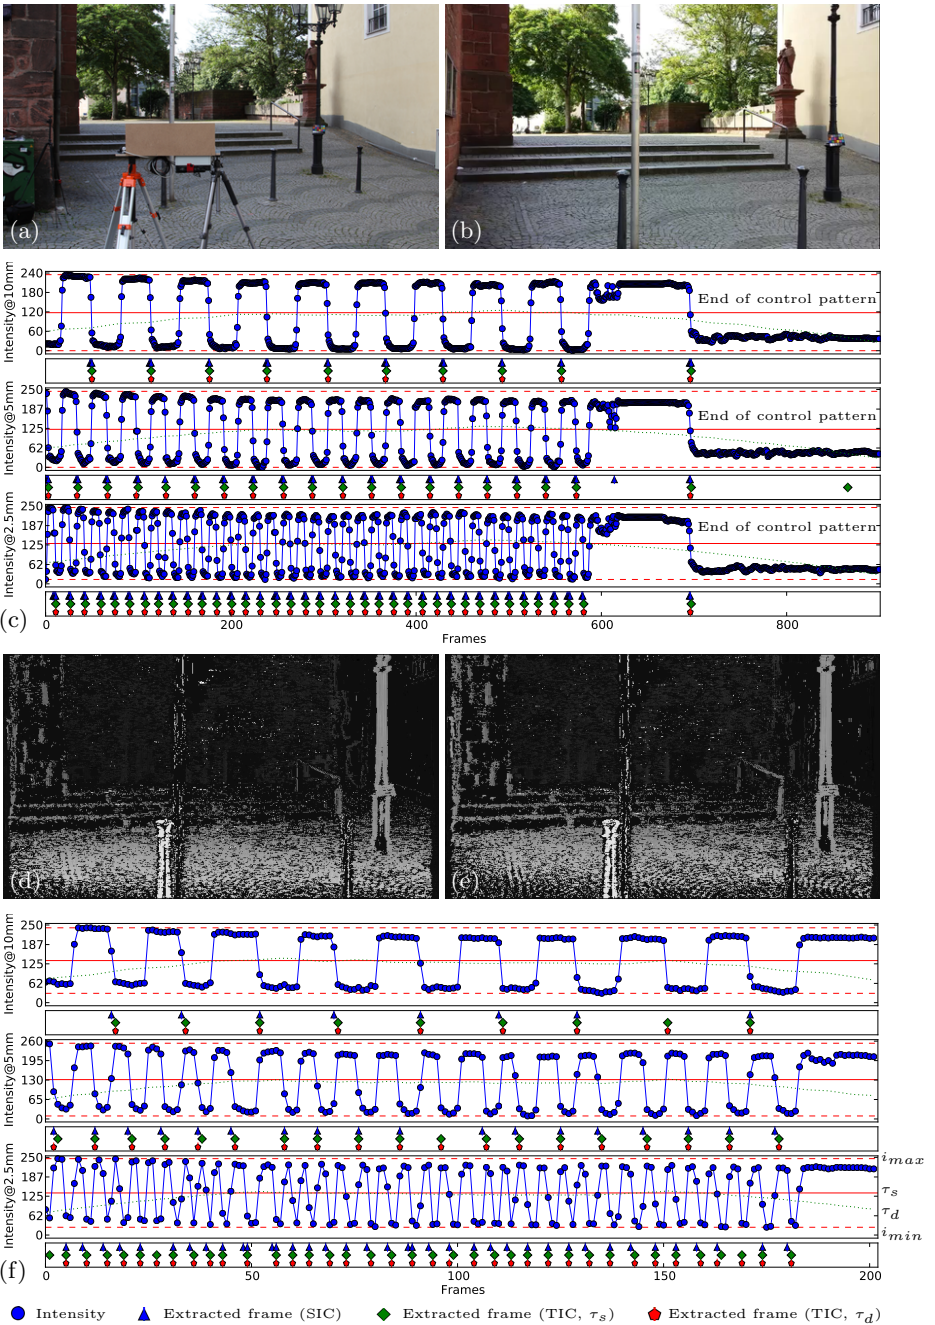 (a)
(b)
Intensity@10mm
240
180
120
60
0
End of control pattern
Intensity@5mm
250
187
125
62
0
End of control pattern
Intensity@2.5mm
250
187
125
62
0
End of control pattern
(c)
0 200 400 600 800
Frames
(d)
(e)
Intensity@10mm
250
187
125
62
0
Intensity@5mm
260
195
130
65
0
Intensity@2.5mm
250
187
125
62
0
i_max
τ_s
τ_d
i_min
(f)
0 50 100 150 200
Frames
Intensity Extracted frame (SIC) Extracted frame (TIC, τ_s) Extracted frame (TIC, τ_d)